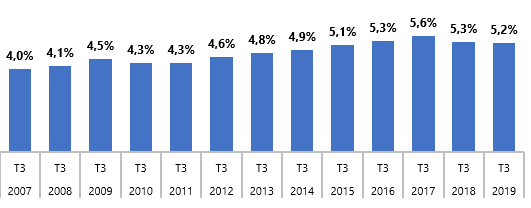 4,0% 4,1% 4,5% 4,3% 4,3% 4,6% 4,8% 4,9% 5,1% 5,3% 5,6% 5,3% 5,2%
T3 T3 T3 T3 T3 T3 T3 T3 T3 T3 T3 T3 T3
2007 2008 2009 2010 2011 2012 2013 2014 2015 2016 2017 2018 2019